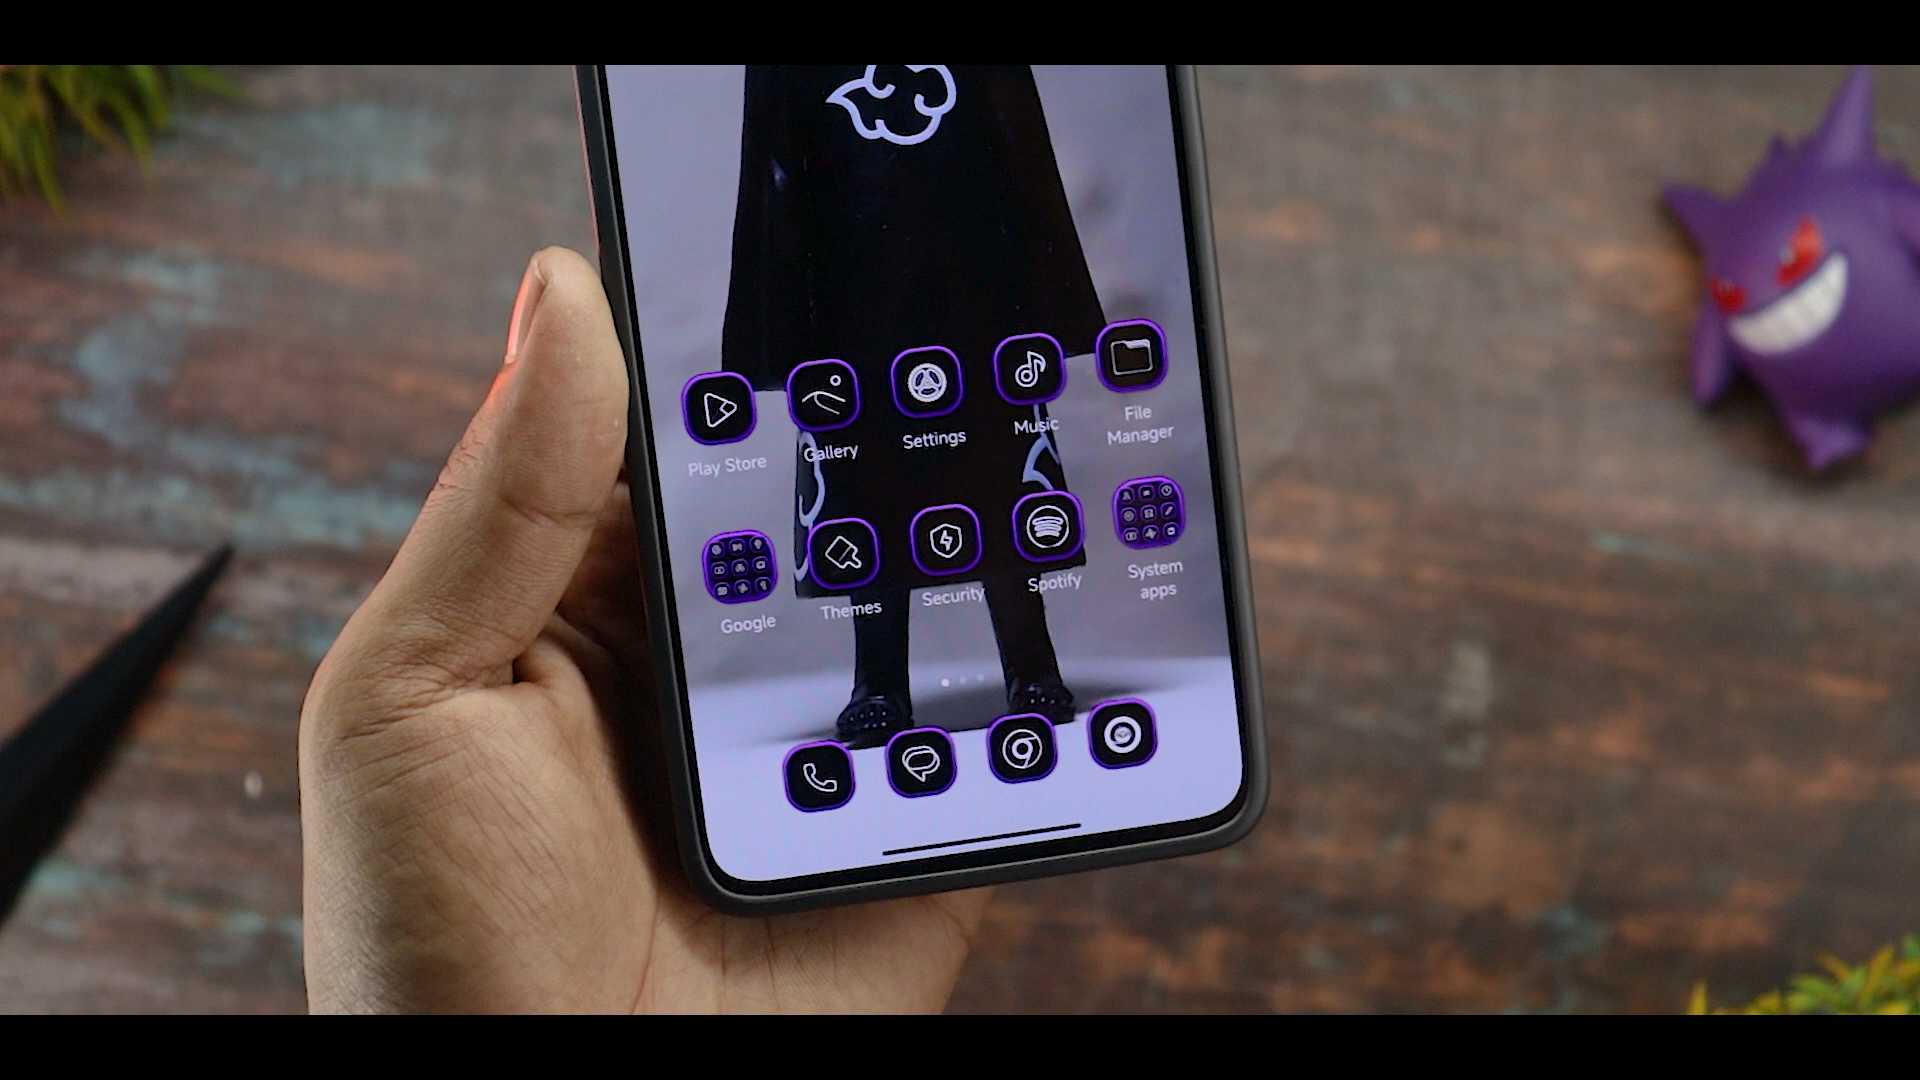 Play Store
Gallery
Settings
Music
File
Manager
Google
Themes
Security
Spotify
System
apps